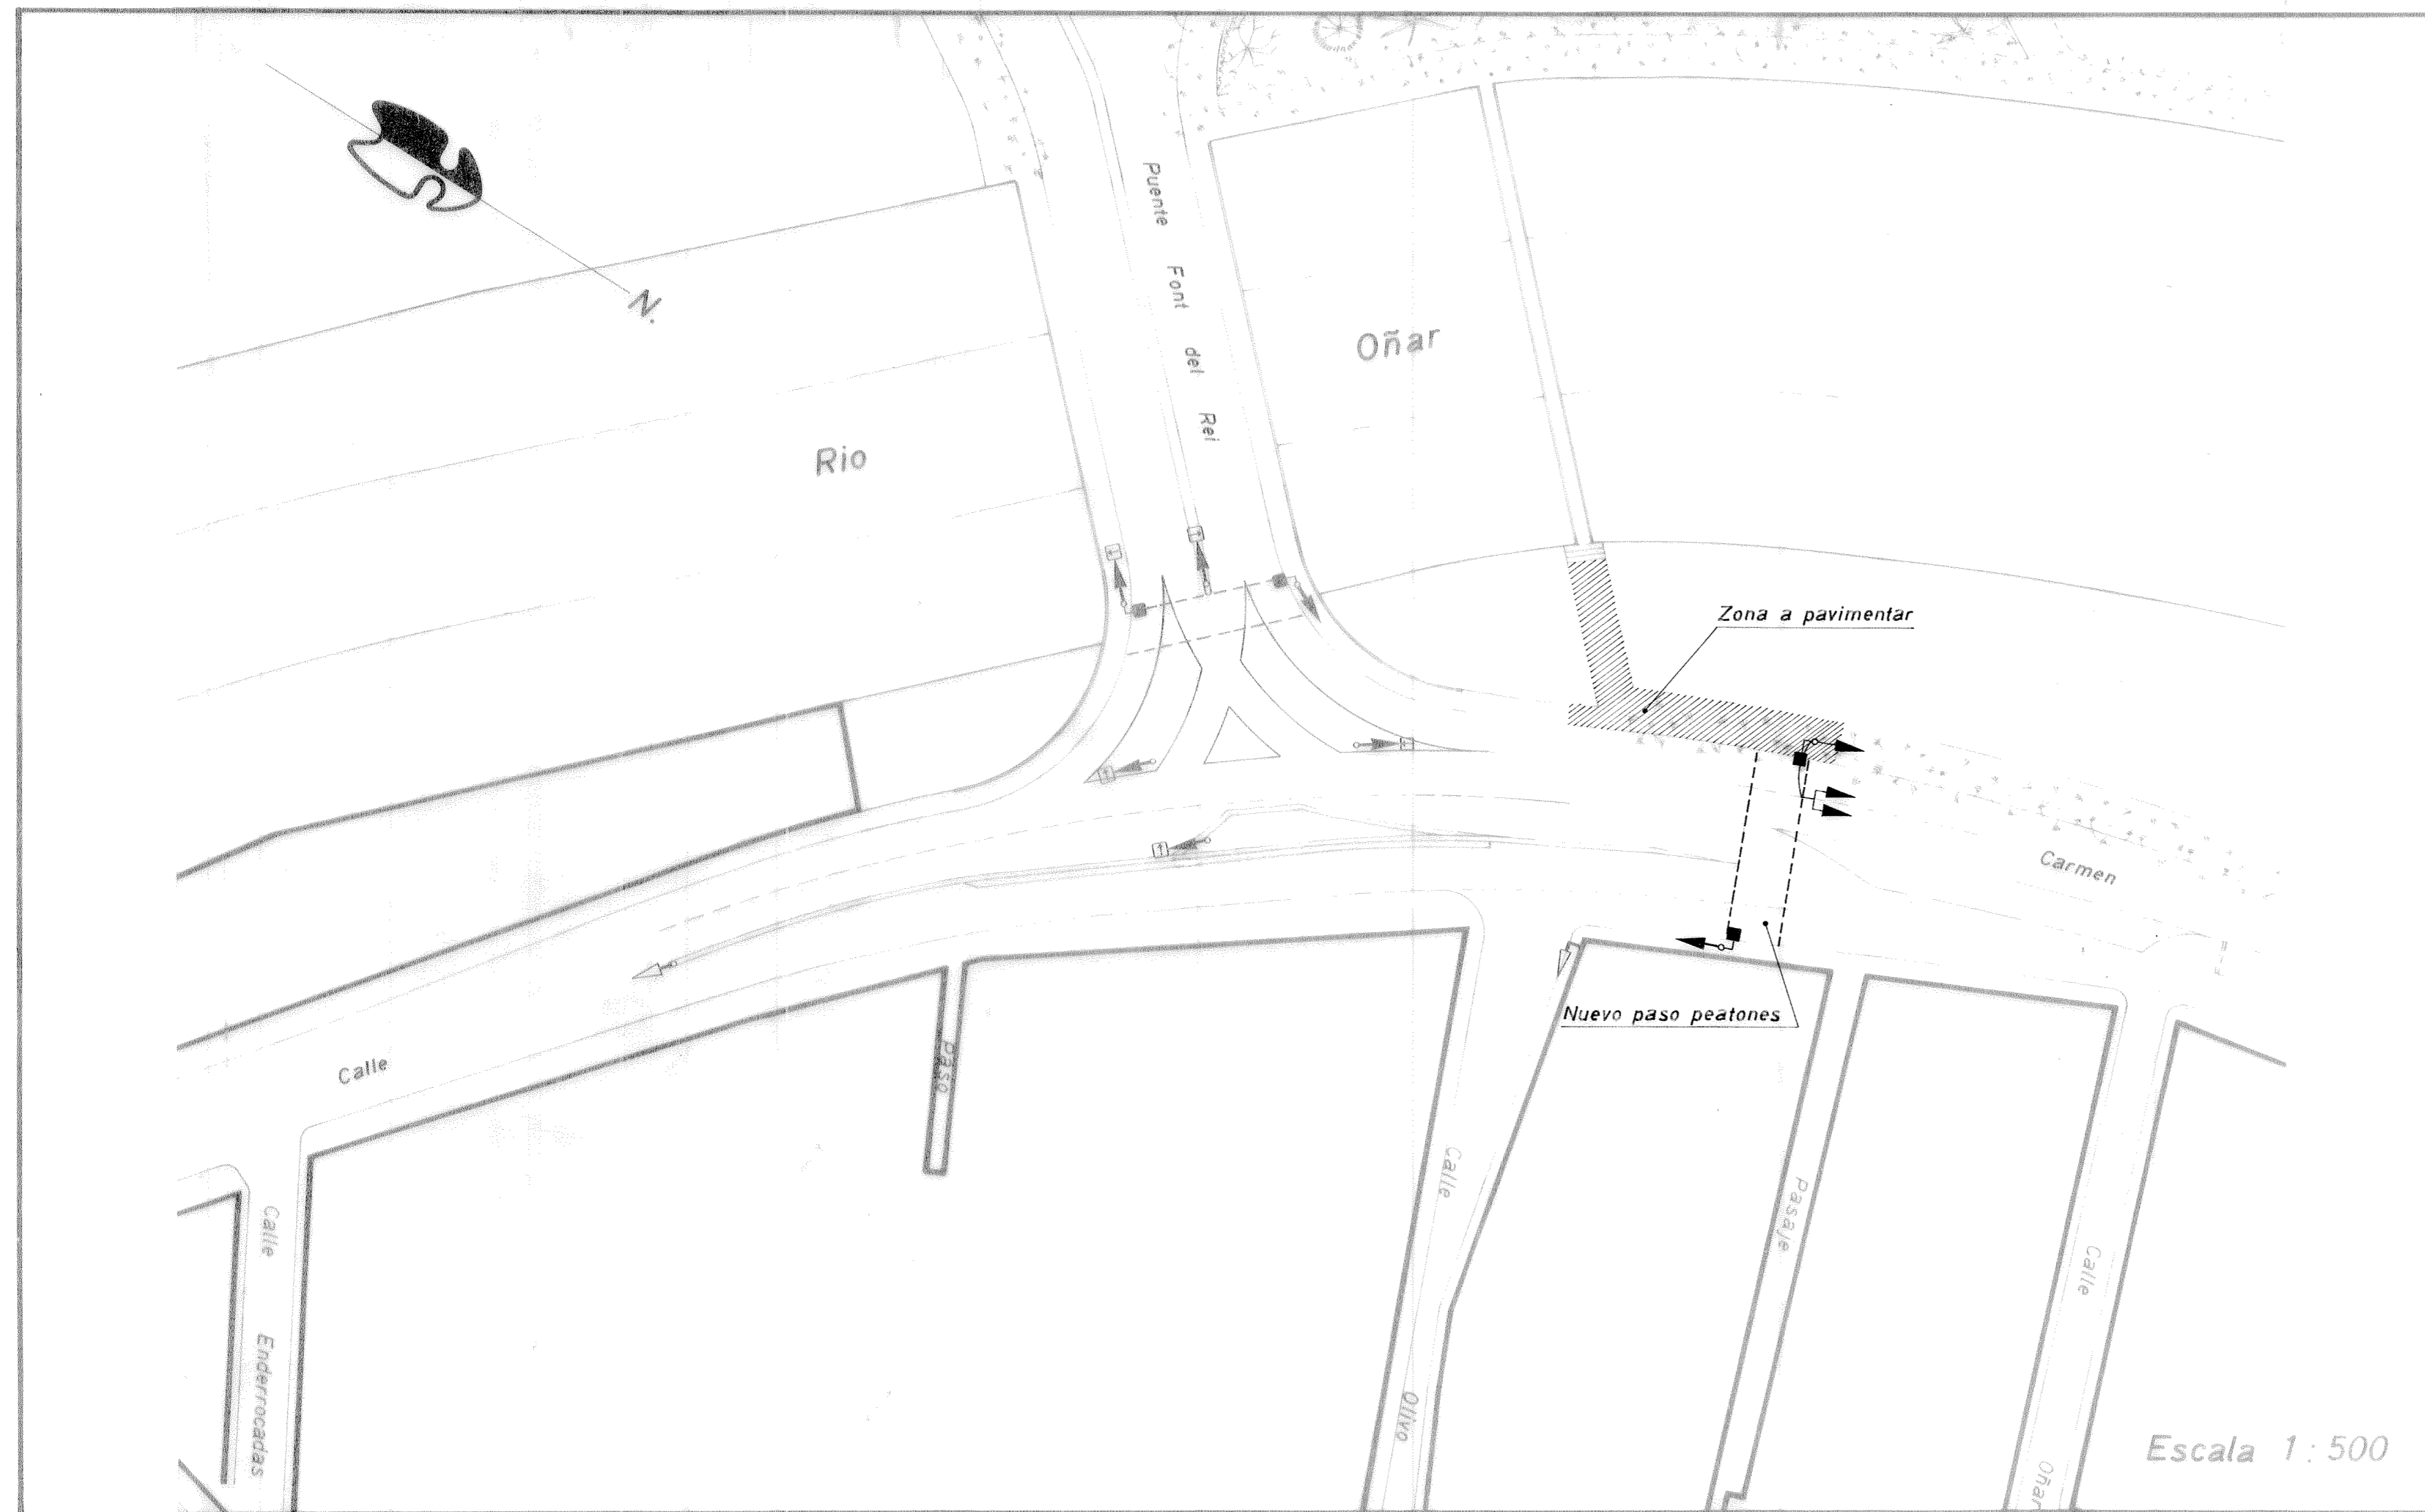 N.
Puente Font del Rei
Oñar
Rio
Zona a pavimentar
Carmen
Nuevo paso peatones
Calle
Paso
Calle Enderrocadas
Calle Olivo
Pasaje
Calle Oñar
Escala 1:500